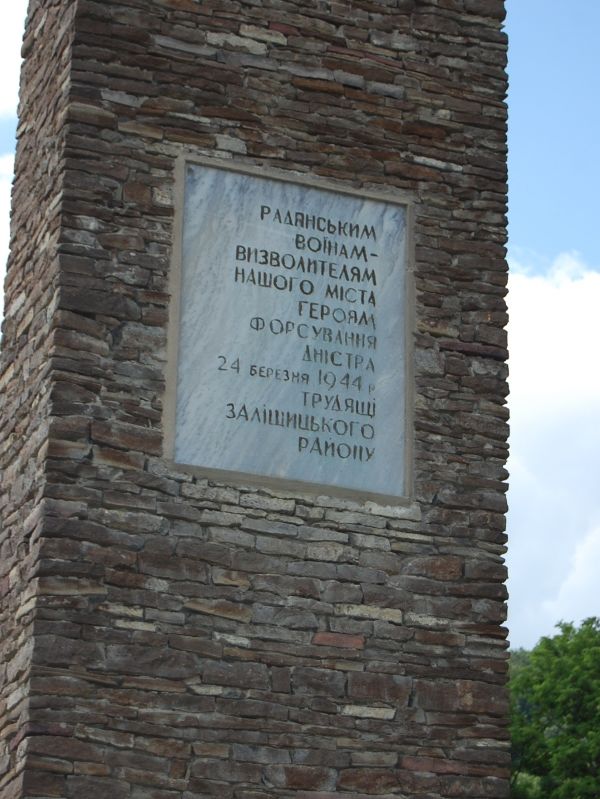 РАДЯНСЬКИМ
ВОЇНАМ-
ВИЗВОЛИТЕЛЯМ
НАШОГО МІСТА
ГЕРОЯМ
ФОРСУВАННЯ
ДНІСТРА
24 БЕРЕЗНЯ 1944 р
ТРУДЯЩІ
ЗАЛІЩИЦЬКОГО
РАЙОНУ